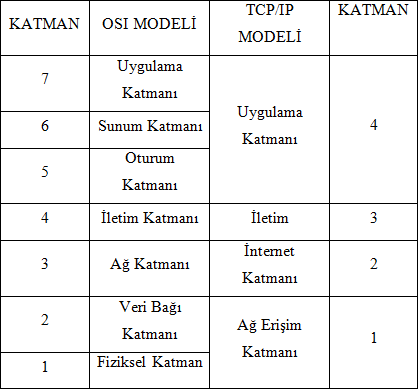 KATMAN OSI MODELİ TCP/IP MODELİ KATMAN
7 Uygulama Katmanı Uygulama Katmanı 4
6 Sunum Katmanı
5 Oturum Katmanı
4 İletim Katmanı İletim 3
3 Ağ Katmanı İnternet Katmanı 2
2 Veri Bağı Katmanı Ağ Erişim Katmanı 1
1 Fiziksel Katman